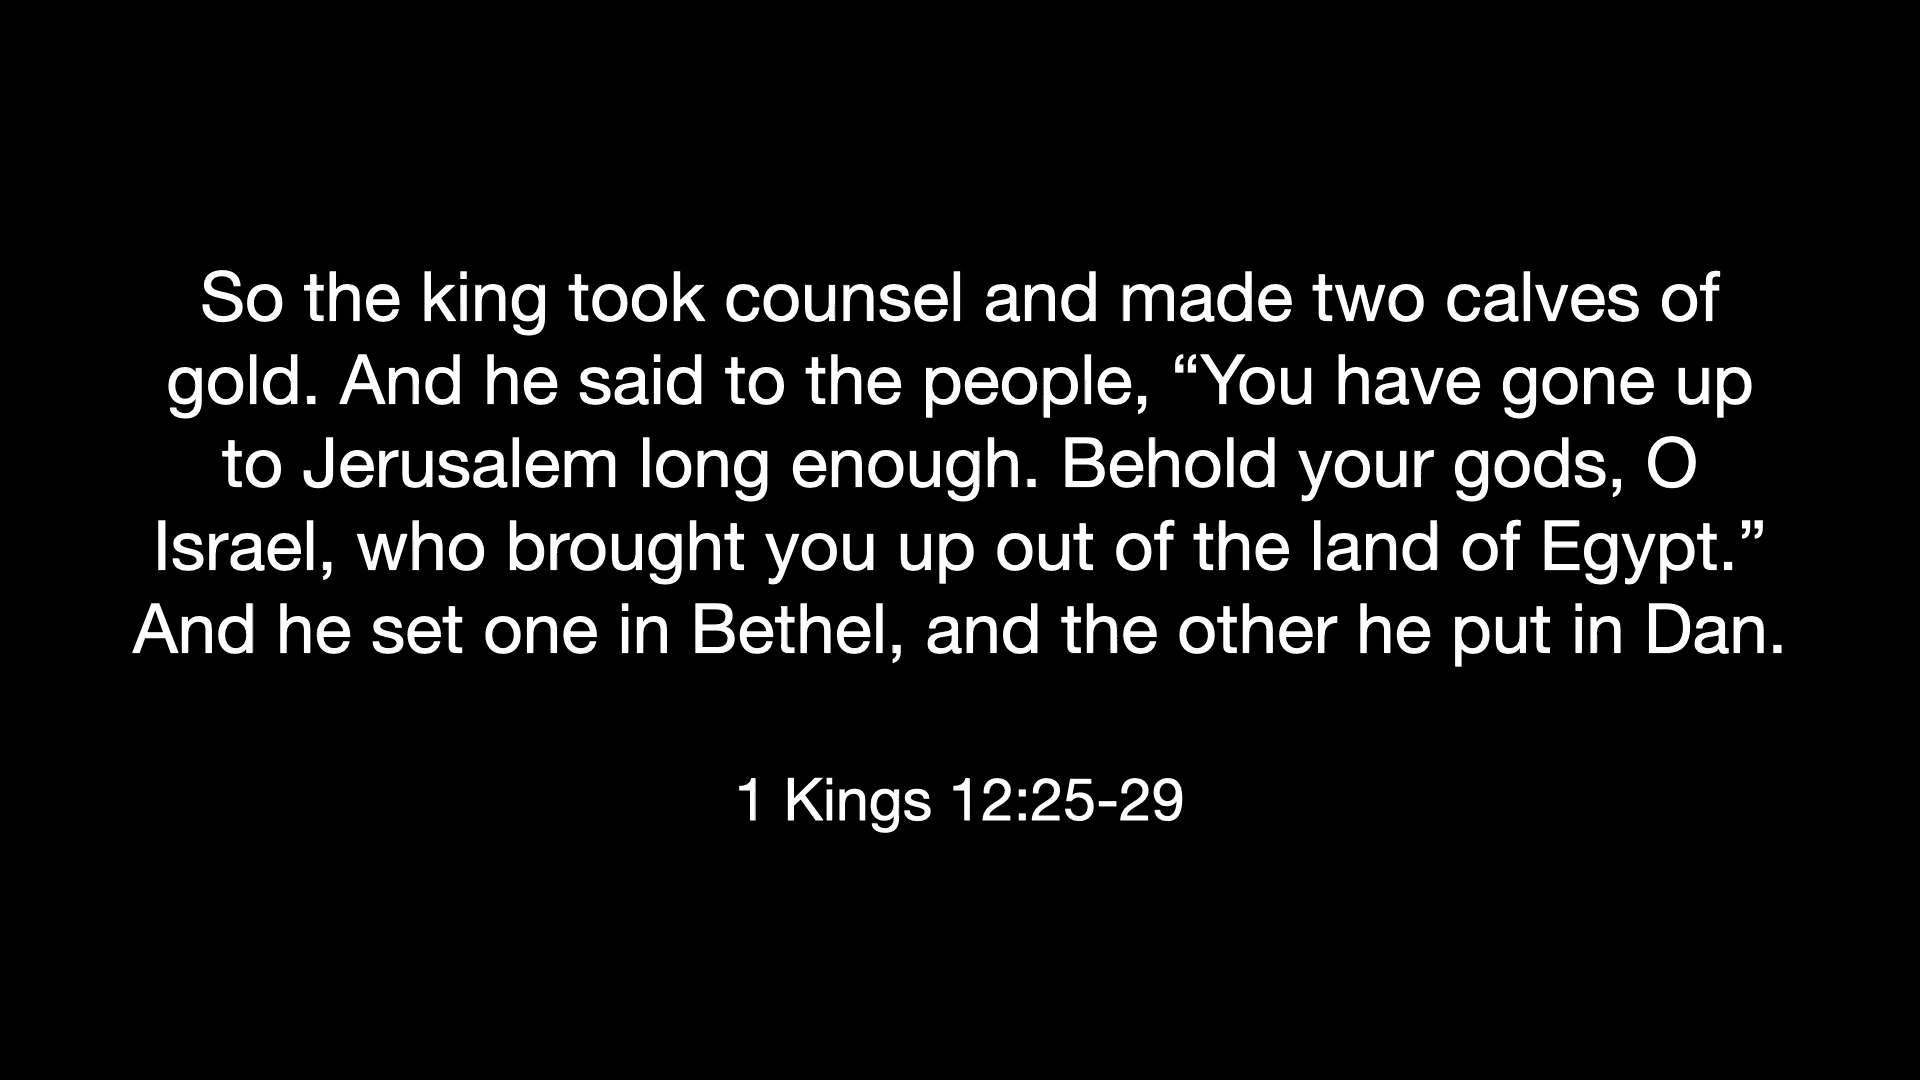 So the king took counsel and made two calves of
gold. And he said to the people, “You have gone up
to Jerusalem long enough. Behold your gods, O
Israel, who brought you up out of the land of Egypt.”
And he set one in Bethel, and the other he put in Dan.
1 Kings 12:25-29